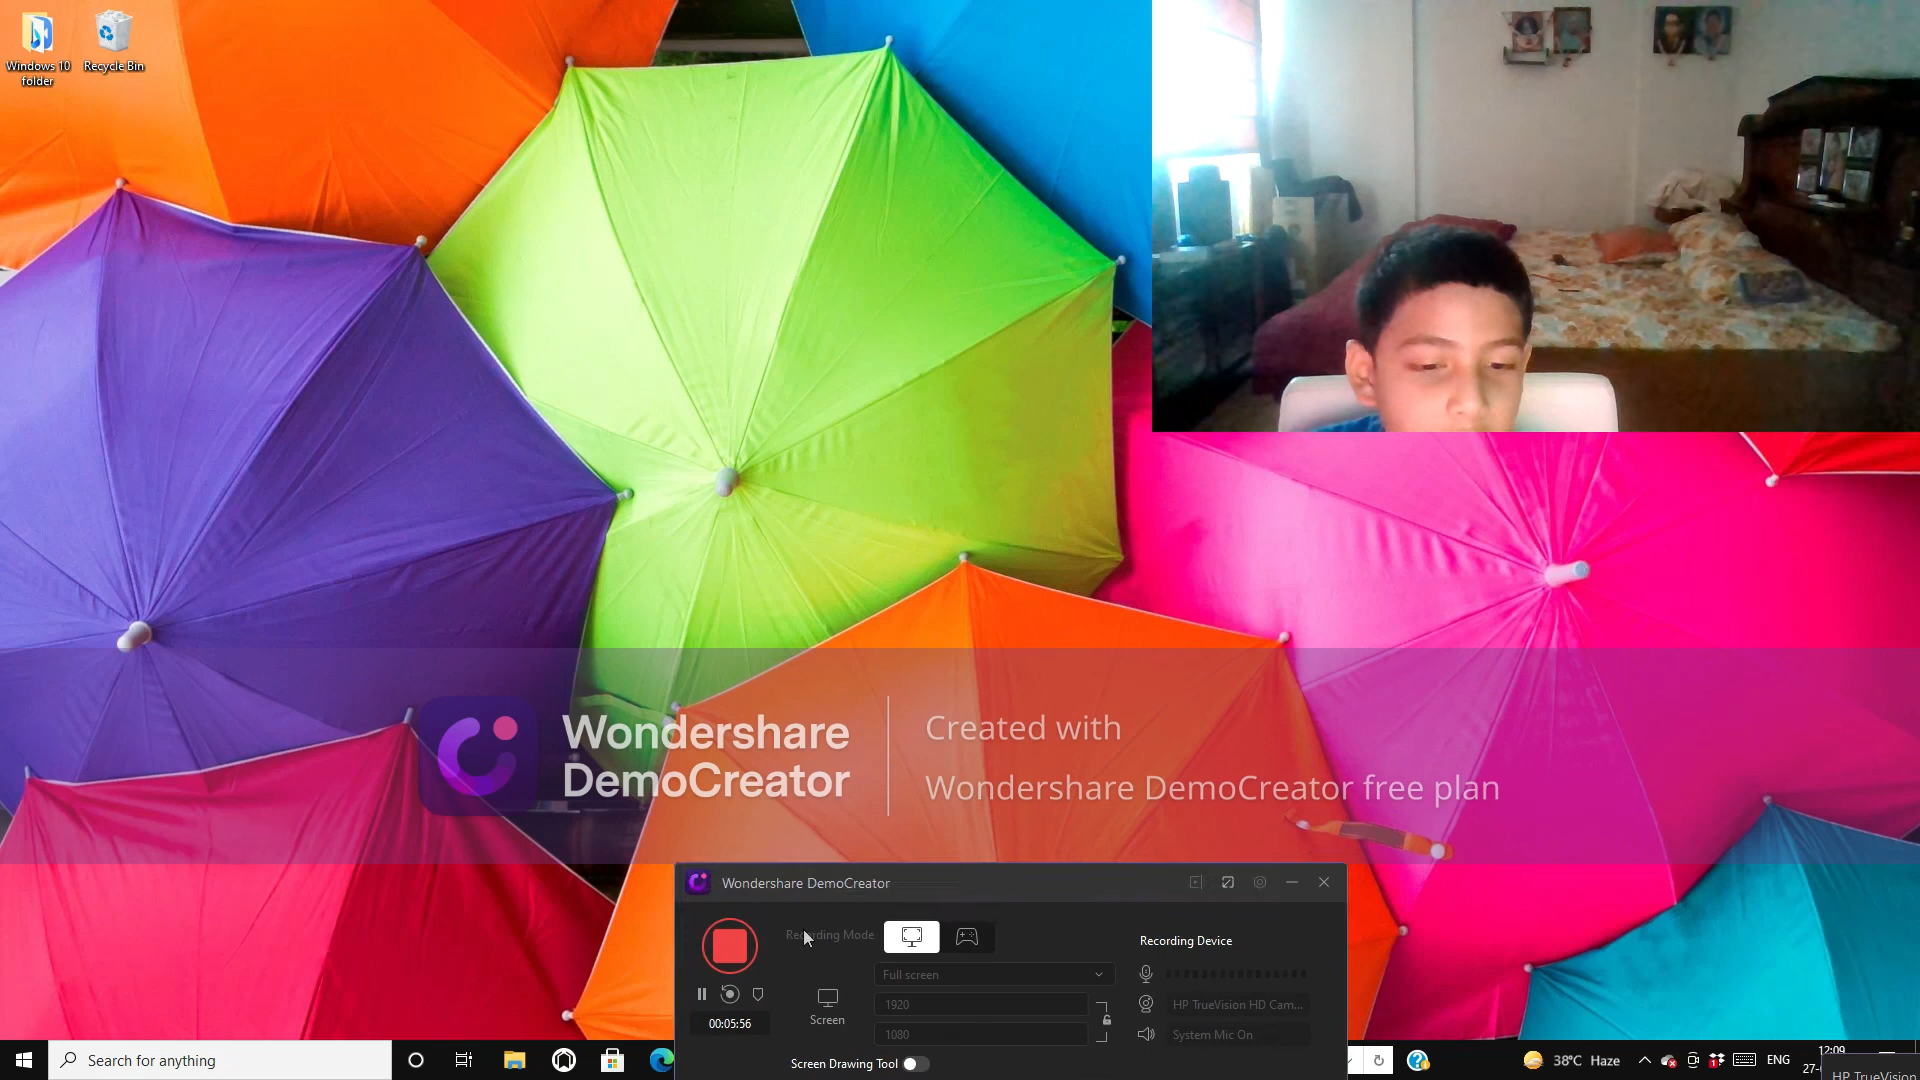 Windows 10
folder
Recycle Bin
Wondershare
DemoCreator
Created with
Wondershare DemoCreator free plan
Wondershare DemoCreator
Recording Mode
Full screen
1920
1080
Screen
00:05:56
Screen Drawing Tool
Recording Device
HP TrueVision HD Cam...
System Mic On
Search for anything
38°C Haze
ENG
12:09
27-
HP TrueVision